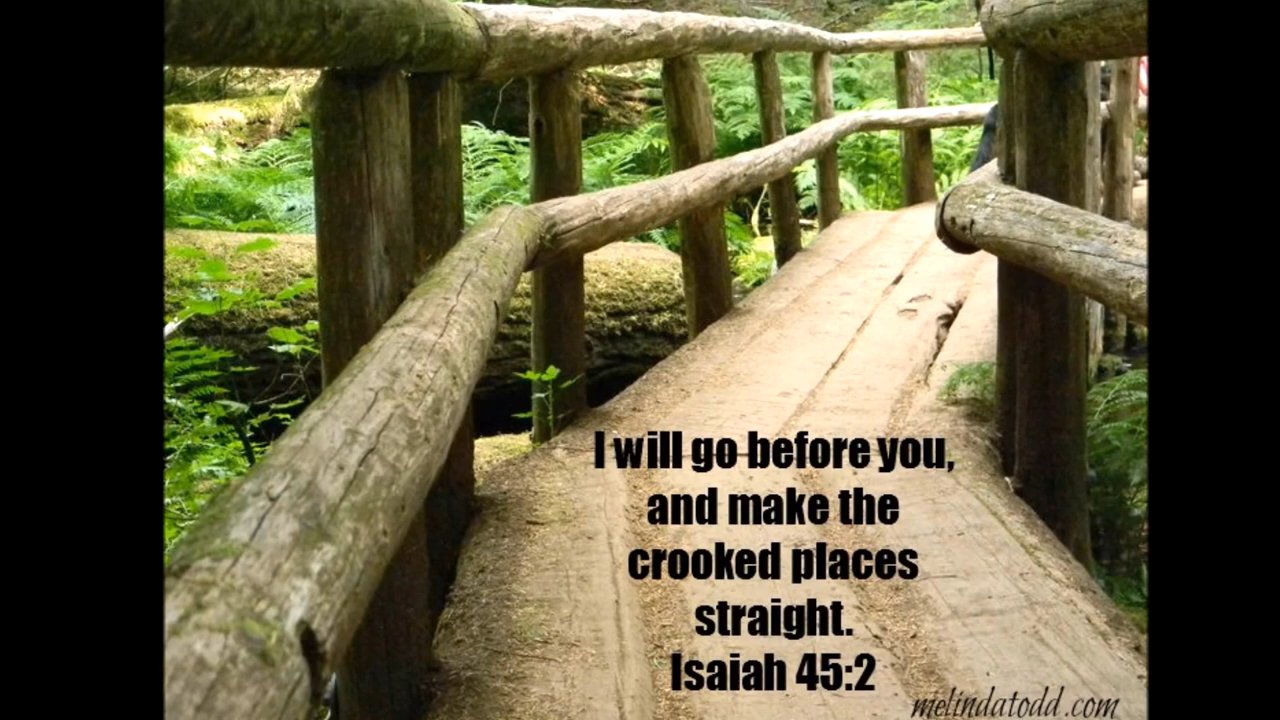 I will go before you,
and make the
crooked places
straight.
Isaiah 45:2
melindatodd.com